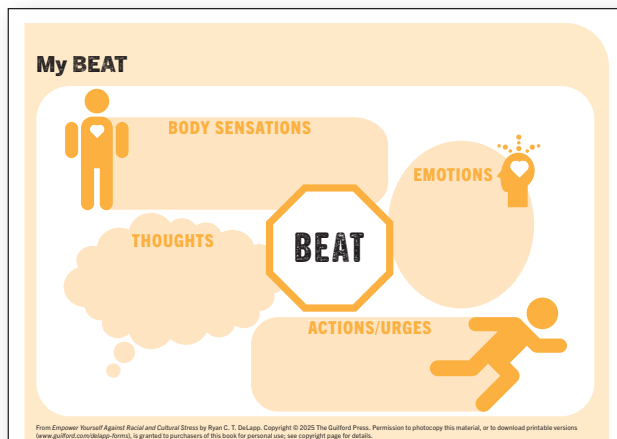 My BEAT
BODY SENSATIONS
EMOTIONS
THOUGHTS
BEAT
ACTIONS/URGES
From Empower Yourself Against Racial and Cultural Stress by Ryan C. T. DeLapp. Copyright © 2025 The Guilford Press. Permission to photocopy this material, or to download printable versions
(www.guilford.com/delapp-forms), is granted to purchasers of this book for personal use; see copyright page for details.